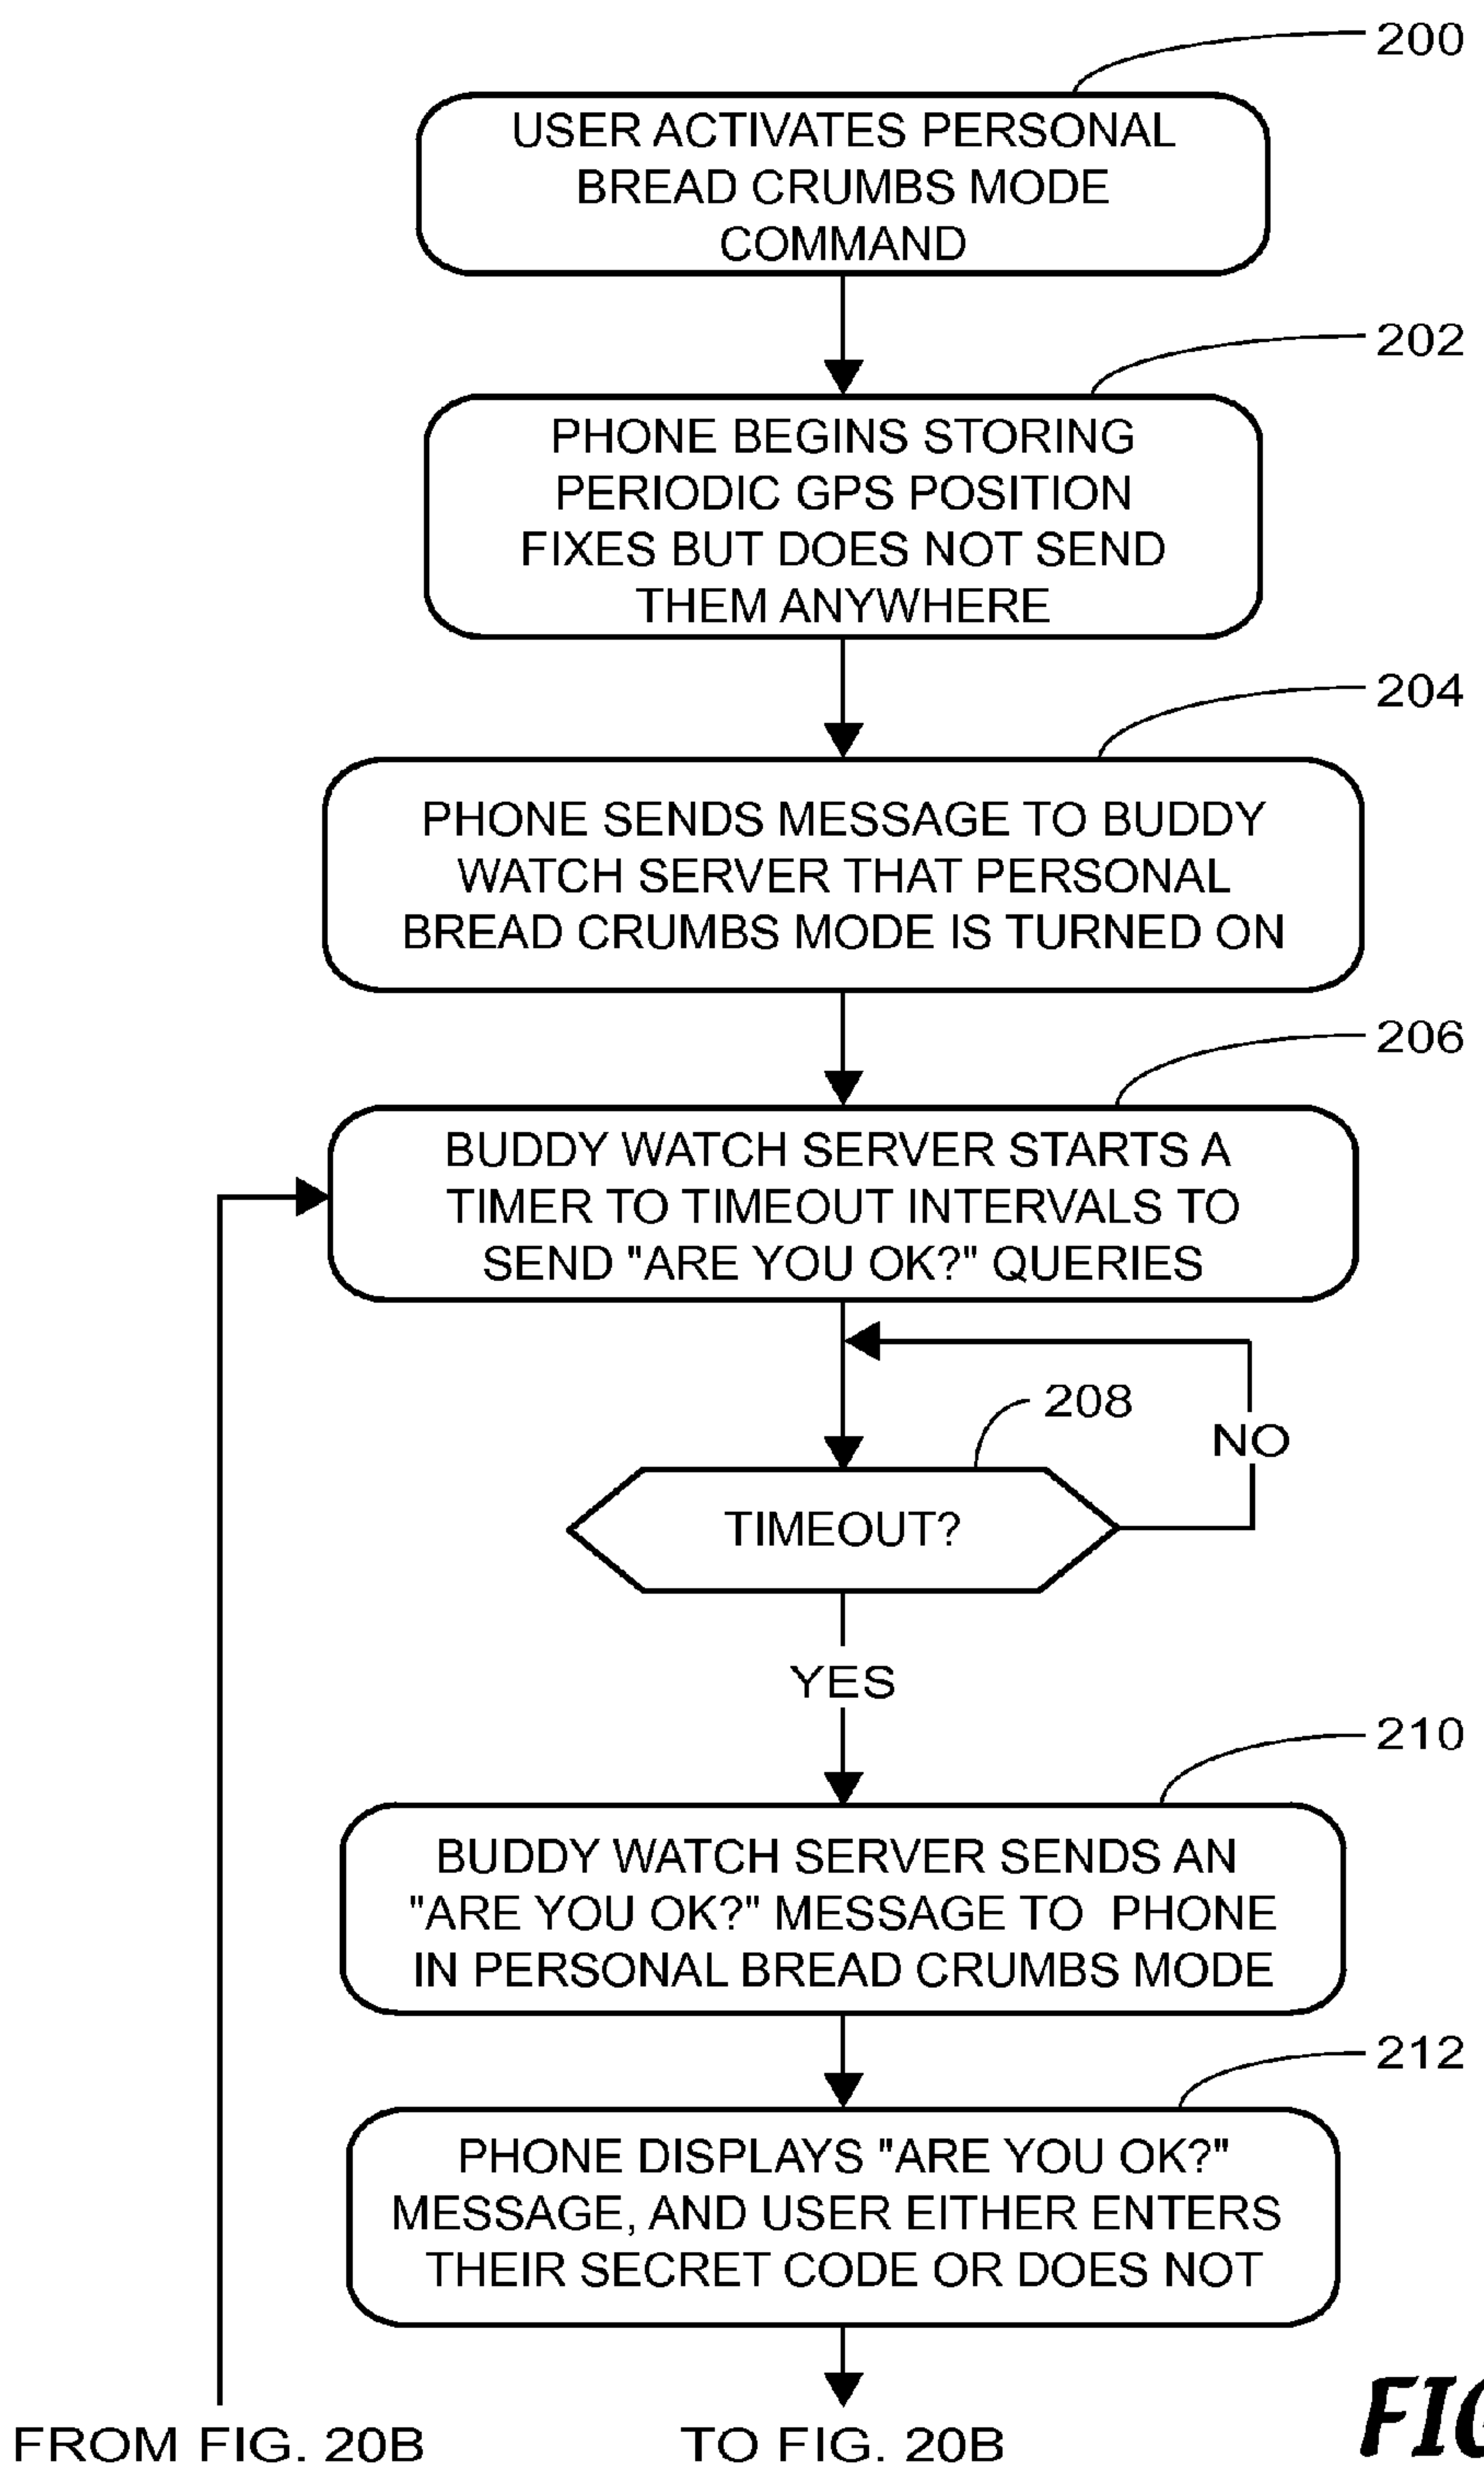 200
USER ACTIVATES PERSONAL
BREAD CRUMBS MODE
COMMAND
202
PHONE BEGINS STORING
PERIODIC GPS POSITION
FIXES BUT DOES NOT SEND
THEM ANYWHERE
204
PHONE SENDS MESSAGE TO BUDDY
WATCH SERVER THAT PERSONAL
BREAD CRUMBS MODE IS TURNED ON
206
BUDDY WATCH SERVER STARTS A
TIMER TO TIMEOUT INTERVALS TO
SEND "ARE YOU OK?" QUERIES
208
NO
TIMEOUT?
YES
210
BUDDY WATCH SERVER SENDS AN
"ARE YOU OK?" MESSAGE TO PHONE
IN PERSONAL BREAD CRUMBS MODE
212
PHONE DISPLAYS "ARE YOU OK?"
MESSAGE, AND USER EITHER ENTERS
THEIR SECRET CODE OR DOES NOT
FROM FIG. 20B
TO FIG. 20B